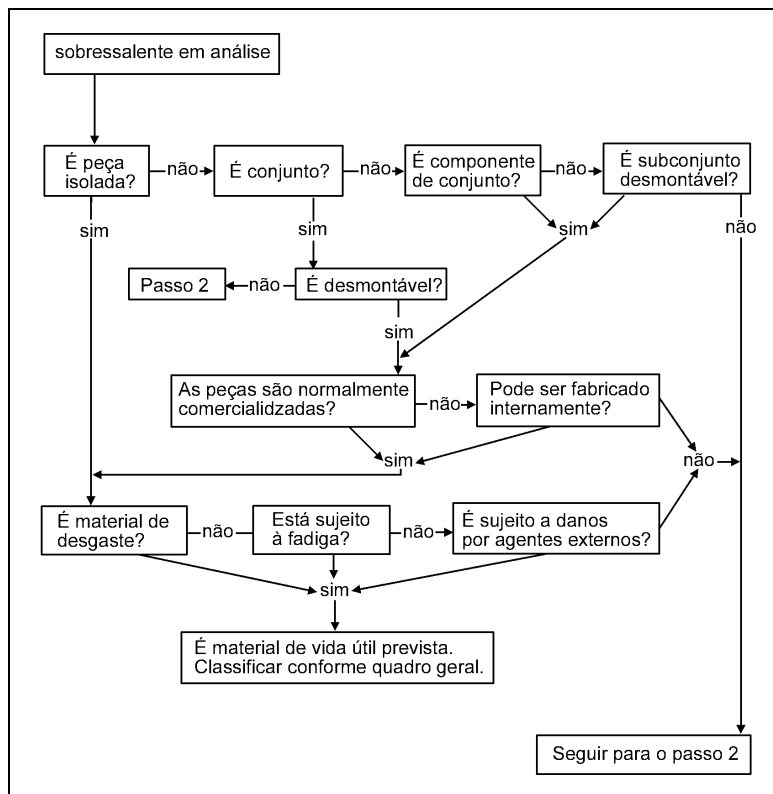 sobressalente em análise
É peça
isolada?
não
É conjunto?
não
É componente
de conjunto?
não
É subconjunto
desmontável?
sim
sim
sim
não
Passo 2
não
É desmontável?
sim
As peças são normalmente
comercialdzadas?
não
Pode ser fabricado
internamente?
sim
não
É material de
desgaste?
não
Está sujeito
à fadiga?
não
É sujeito a danos
por agentes externos?
sim
É material de vida útil prevista.
Classificar conforme quadro geral.
Seguir para o passo 2